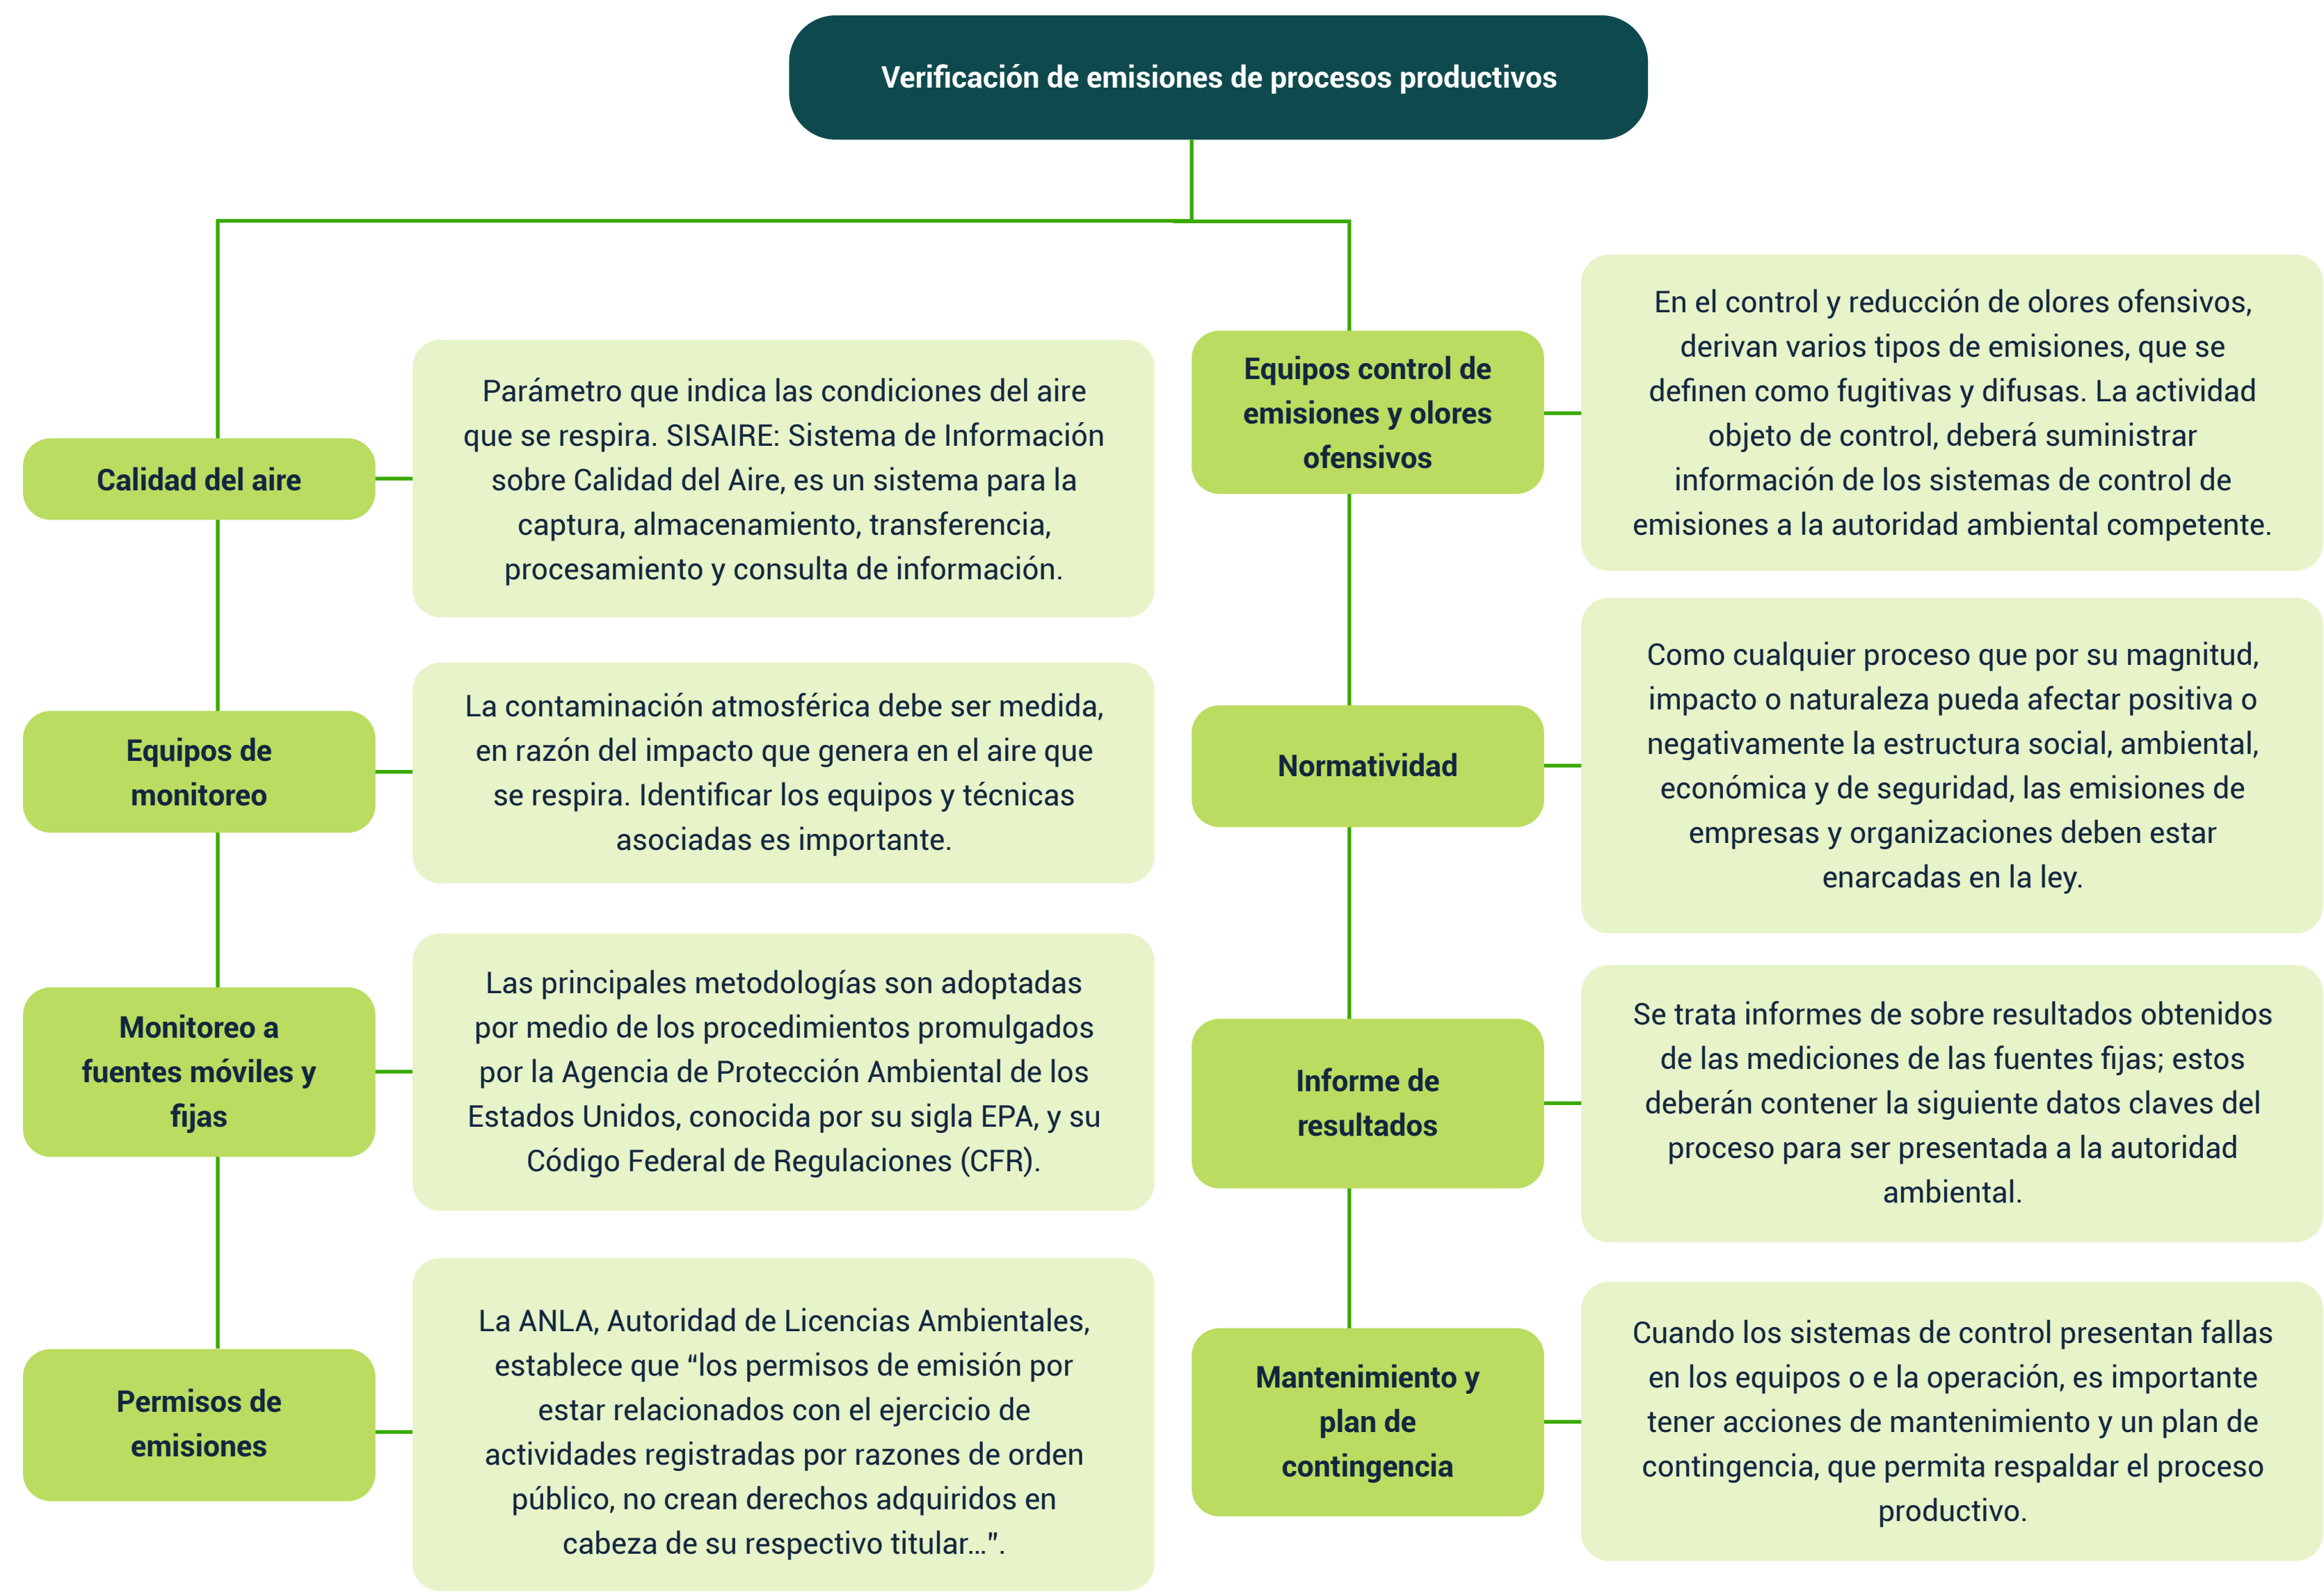 Verificación de emisiones de procesos productivos
Calidad del aire
Parámetro que indica las condiciones del aire
que se respira. SISAIRE: Sistema de Información
sobre Calidad del Aire, es un sistema para la
captura, almacenamiento, transferencia,
procesamiento y consulta de información.
Equipos de
monitoreo
La contaminación atmosférica debe ser medida,
en razón del impacto que genera en el aire que
se respira. Identificar los equipos y técnicas
asociadas es importante.
Monitoreo a
fuentes móviles y
fijas
Las principales metodologías son adoptadas
por medio de los procedimientos promulgados
por la Agencia de Protección Ambiental de los
Estados Unidos, conocida por su sigla EPA, y su
Código Federal de Regulaciones (CFR).
Permisos de
emisiones
La ANLA, Autoridad de Licencias Ambientales,
establece que “los permisos de emisión por
estar relacionados con el ejercicio de
actividades registradas por razones de orden
público, no crean derechos adquiridos en
cabeza de su respectivo titular…”.
Equipos control de
emisiones y olores
ofensivos
En el control y reducción de olores ofensivos,
derivan varios tipos de emisiones, que se
definen como fugitivas y difusas. La actividad
objeto de control, deberá suministrar
información de los sistemas de control de
emisiones a la autoridad ambiental competente.
Normatividad
Como cualquier proceso que por su magnitud,
impacto o naturaleza pueda afectar positiva o
negativamente la estructura social, ambiental,
económica y de seguridad, las emisiones de
empresas y organizaciones deben estar
enarcadas en la ley.
Informe de
resultados
Se trata informes de sobre resultados obtenidos
de las mediciones de las fuentes fijas; estos
deberán contener la siguiente datos claves del
proceso para ser presentada a la autoridad
ambiental.
Mantenimiento y
plan de
contingencia
Cuando los sistemas de control presentan fallas
en los equipos o e la operación, es importante
tener acciones de mantenimiento y un plan de
contingencia, que permita respaldar el proceso
productivo.